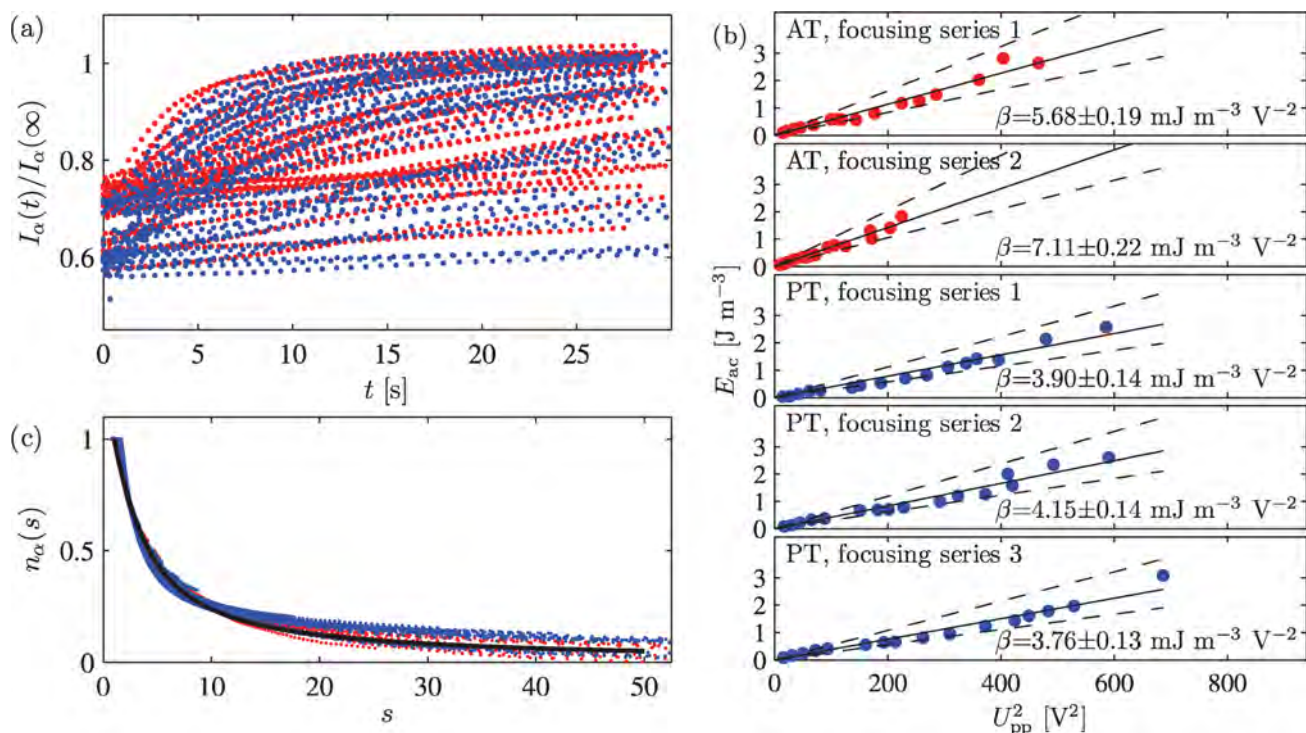 (a)
1
0.8
0.6
I_α(t)/I_α(∞)
0 5 10 15 20 25
t [s]
(b)
AT, focusing series 1
3
2
1
0
β=5.68±0.19 mJ m⁻³ V⁻²
AT, focusing series 2
3
2
1
0
β=7.11±0.22 mJ m⁻³ V⁻²
PT, focusing series 1
3
2
1
0
β=3.90±0.14 mJ m⁻³ V⁻²
PT, focusing series 2
3
2
1
0
β=4.15±0.14 mJ m⁻³ V⁻²
PT, focusing series 3
3
2
1
0
β=3.76±0.13 mJ m⁻³ V⁻²
E_ac [J m⁻³]
0 200 400 600 800
U²_pp [V²]
(c)
1
0.5
0
n_α(s)
0 10 20 30 40 50
s